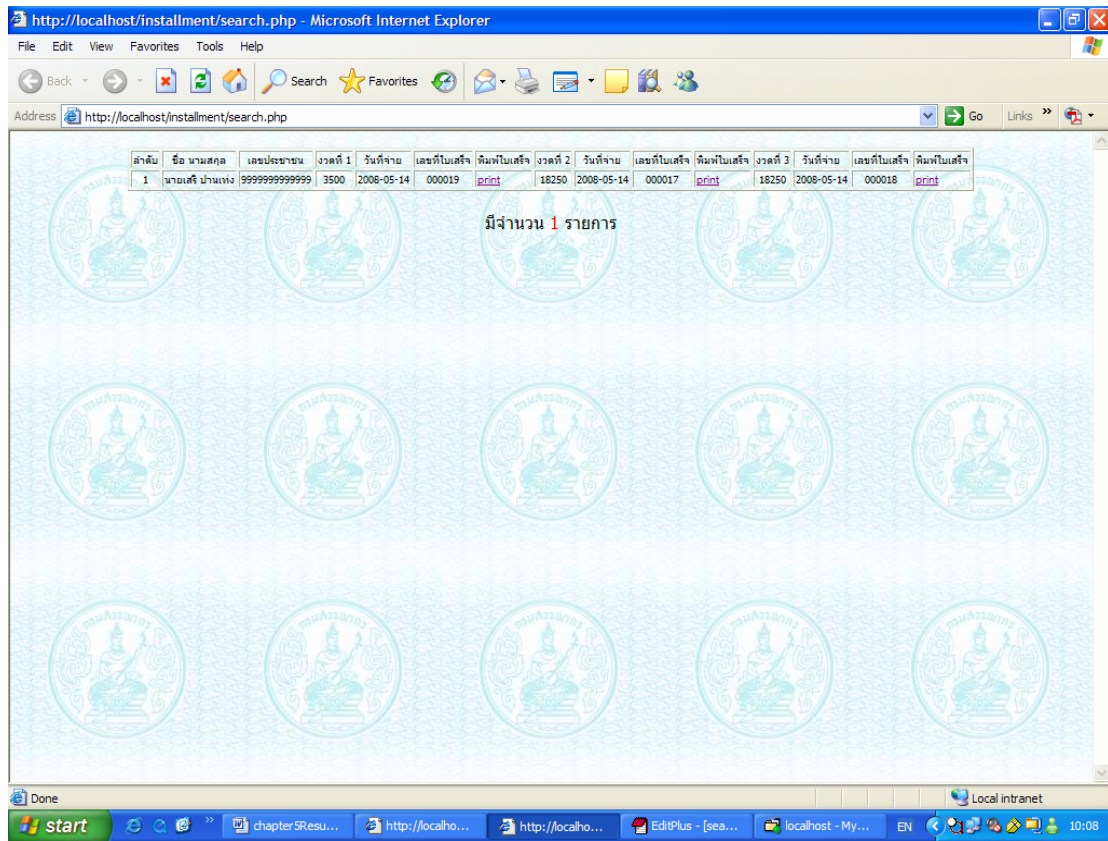 http://localhost/installment/search.php - Microsoft Internet Explorer
File Edit View Favorites Tools Help
Back Search Favorites
Address http://localhost/installment/search.php Go Links »
ลำดับ ชื่อ นามสกุล เลขประชาชน งวดที่ 1 วันที่จ่าย เลขที่ใบเสร็จ พิมพ์ใบเสร็จ งวดที่ 2 วันที่จ่าย เลขที่ใบเสร็จ พิมพ์ใบเสร็จ งวดที่ 3 วันที่จ่าย เลขที่ใบเสร็จ พิมพ์ใบเสร็จ
1 นายเสรี ปานเทง 9999999999999 3500 2008-05-14 000019 print 18250 2008-05-14 000017 print 18250 2008-05-14 000018 print
มีจำนวน 1 รายการ
Done Local intranet
start » chapter5Resu... http://localho... http://localho... EditPlus - [sea... localhost - My... EN 10:08